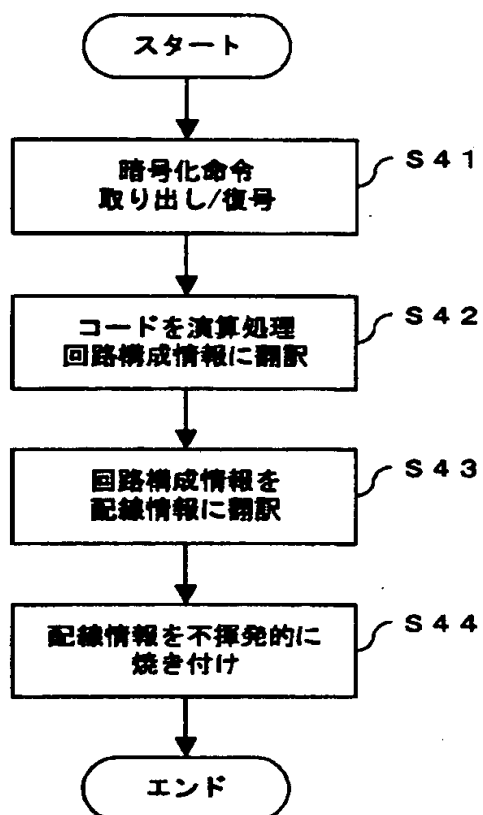 スタート
暗号化命令
取り出し/復号
S41
コードを演算処理
回路構成情報に翻訳
S42
回路構成情報を
配線情報に翻訳
S43
配線情報を不揮発的に
焼き付け
S44
エンド